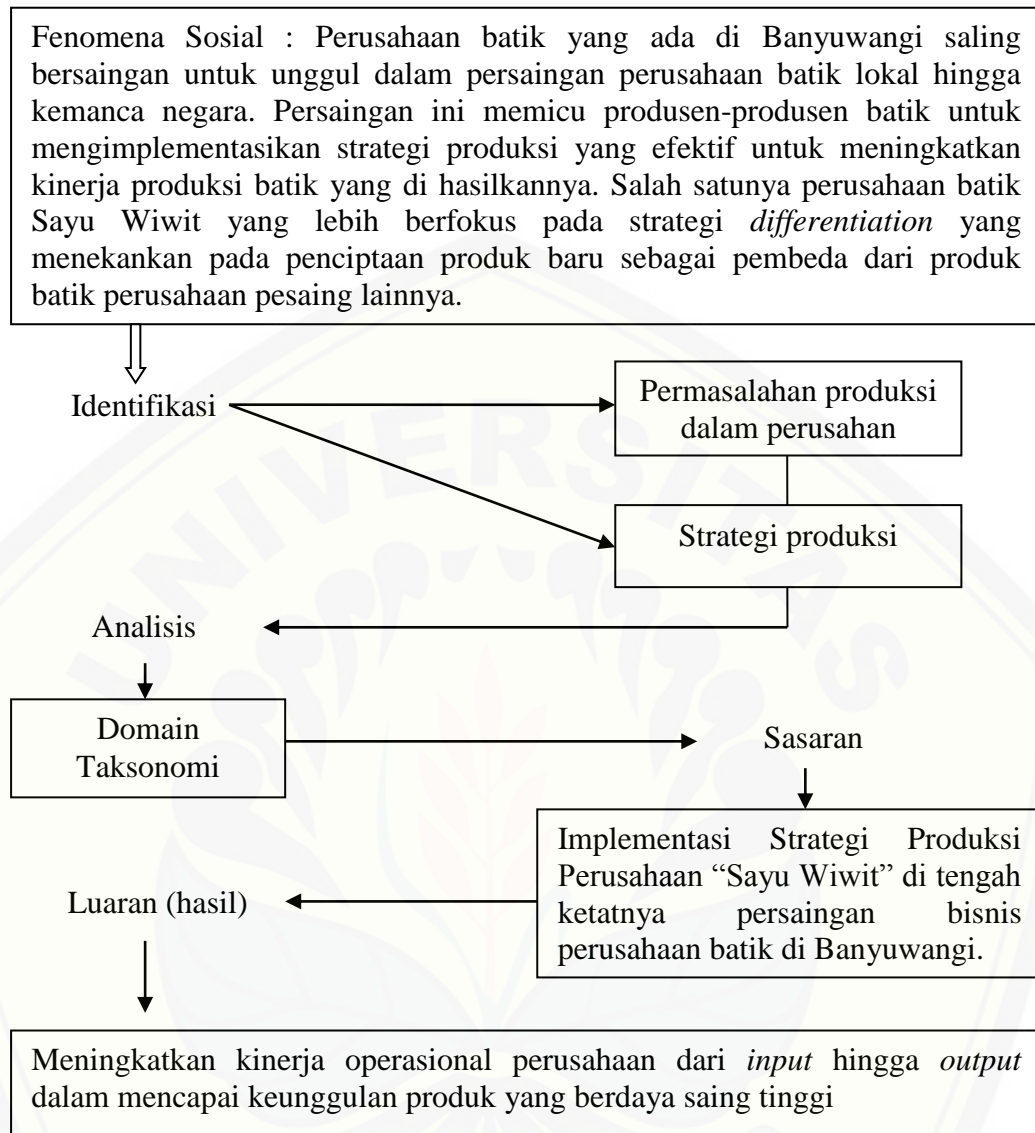 Fenomena Sosial : Perusahaan batik yang ada di Banyuwangi saling
bersaingan untuk unggul dalam persaingan perusahaan batik lokal hingga
kemanca negara. Persaingan ini memicu produsen-produsen batik untuk
mengimplementasikan strategi produksi yang efektif untuk meningkatkan
kinerja produksi batik yang di hasilkannya. Salah satunya perusahaan batik
Sayu Wiwit yang lebih berfokus pada strategi differentiation yang
menekankan pada penciptaan produk baru sebagai pembeda dari produk
batik perusahaan pesaing lainnya.
Identifikasi
Permasalahan produksi
dalam perusahan
Strategi produksi
Analisis
Domain
Taksonomi
Sasaran
Implementasi Strategi Produksi
Perusahaan “Sayu Wiwit” di tengah
ketatnya persaingan bisnis
perusahaan batik di Banyuwangi.
Luaran (hasil)
Meningkatkan kinerja operasional perusahaan dari input hingga output
dalam mencapai keunggulan produk yang berdaya saing tinggi
UNIVERSITAS